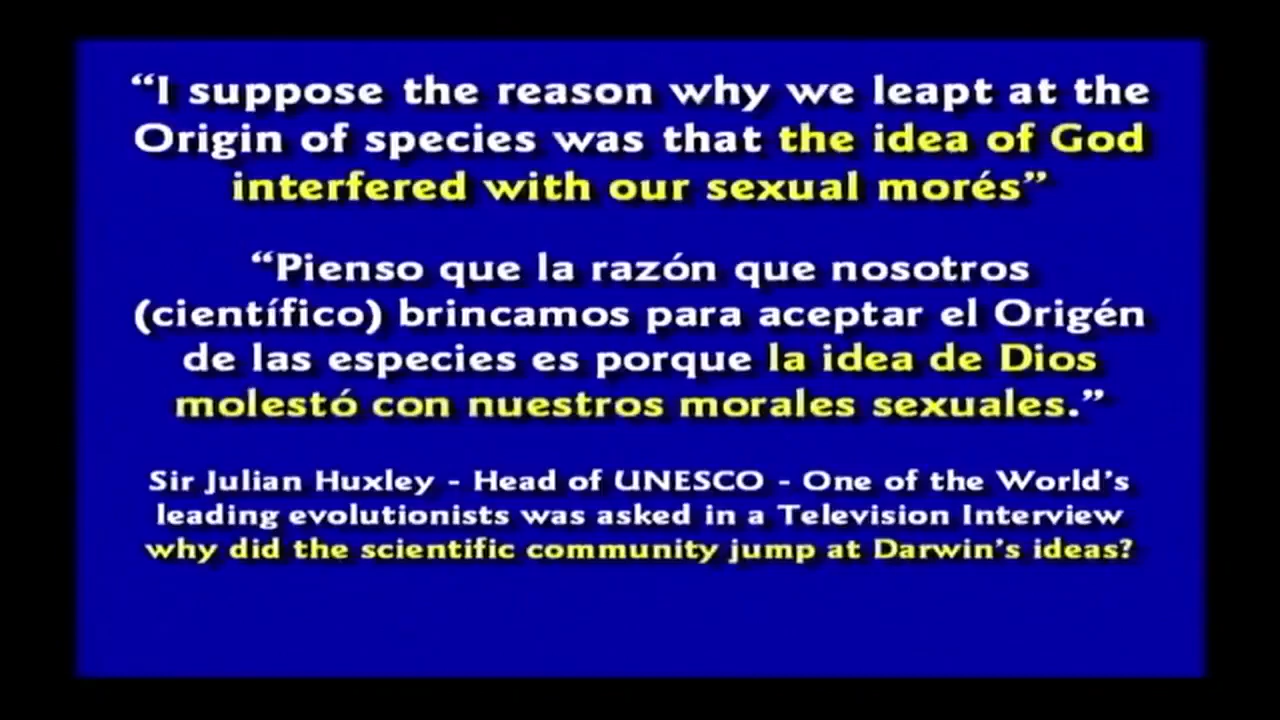 “I suppose the reason why we leapt at the
Origin of species was that the idea of God
interfered with our sexual morés”
“Pienso que la razón que nosotros
(científico) brincamos para aceptar el Origén
de las especies es porque la idea de Dios
molestó con nuestros morales sexuales.”
Sir Julian Huxley - Head of UNESCO - One of the World’s
leading evolutionists was asked in a Television Interview
why did the scientific community jump at Darwin’s ideas?